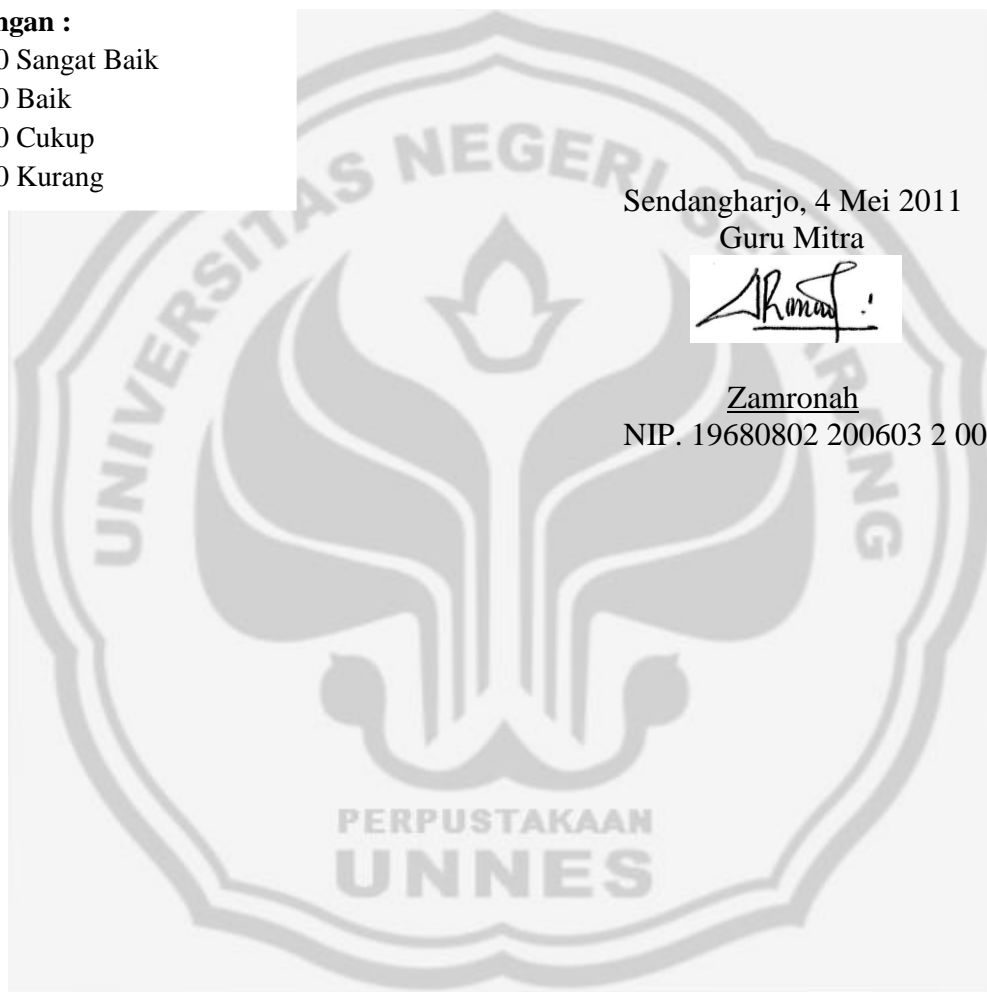 ngan :
0 Sangat Baik
0 Baik
0 Cukup
0 Kurang
Sendangharjo, 4 Mei 2011
Guru Mitra
Zamronah
NIP. 19680802 200603 2 00
UNIVERSITAS NEGERI SEMARANG
PERPUSTAKAAN
UNNES